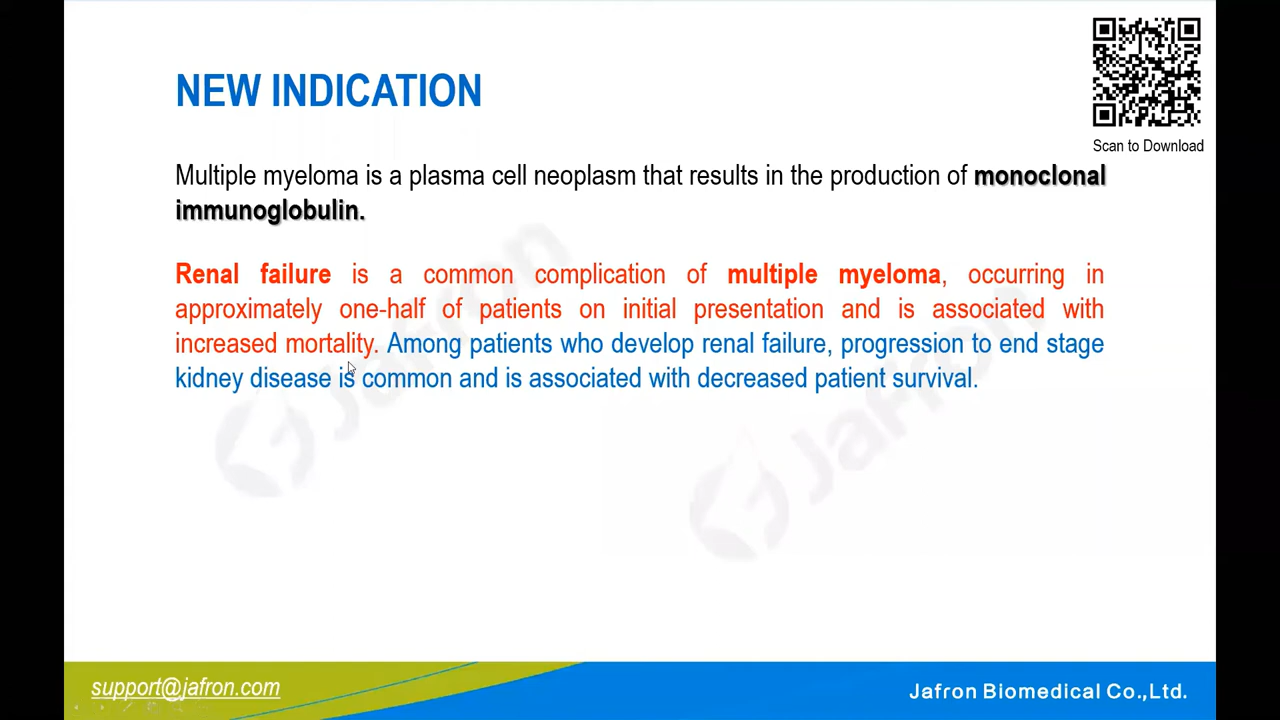 NEW INDICATION
Scan to Download
Multiple myeloma is a plasma cell neoplasm that results in the production of monoclonal
immunoglobulin.
Renal failure is a common complication of multiple myeloma, occurring in
approximately one-half of patients on initial presentation and is associated with
increased mortality. Among patients who develop renal failure, progression to end stage
kidney disease is common and is associated with decreased patient survival.
Jafron
Jafron
support@jafron.com
Jafron Biomedical Co.,Ltd.